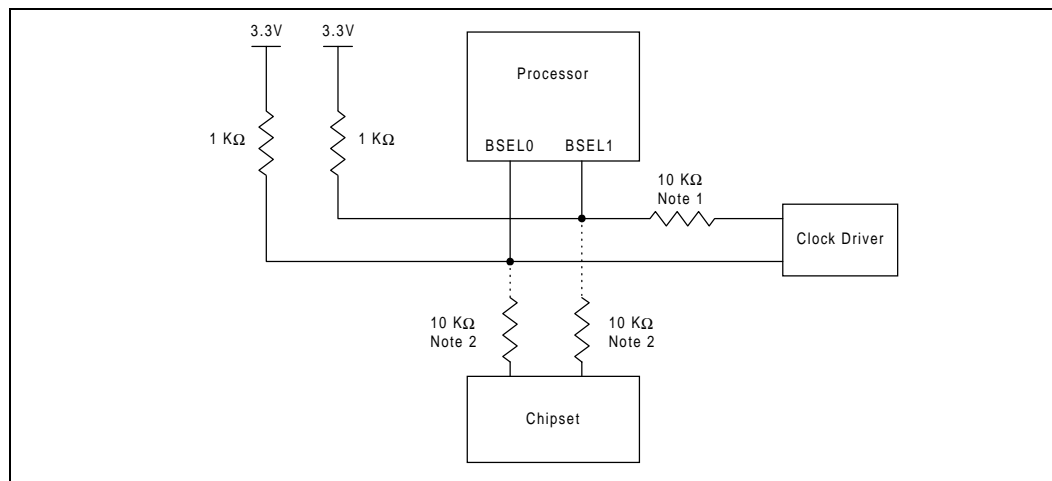 3.3V
3.3V
Processor
1 KΩ
1 KΩ
BSEL0
BSEL1
10 KΩ
Note 1
Clock Driver
10 KΩ
Note 2
10 KΩ
Note 2
Chipset